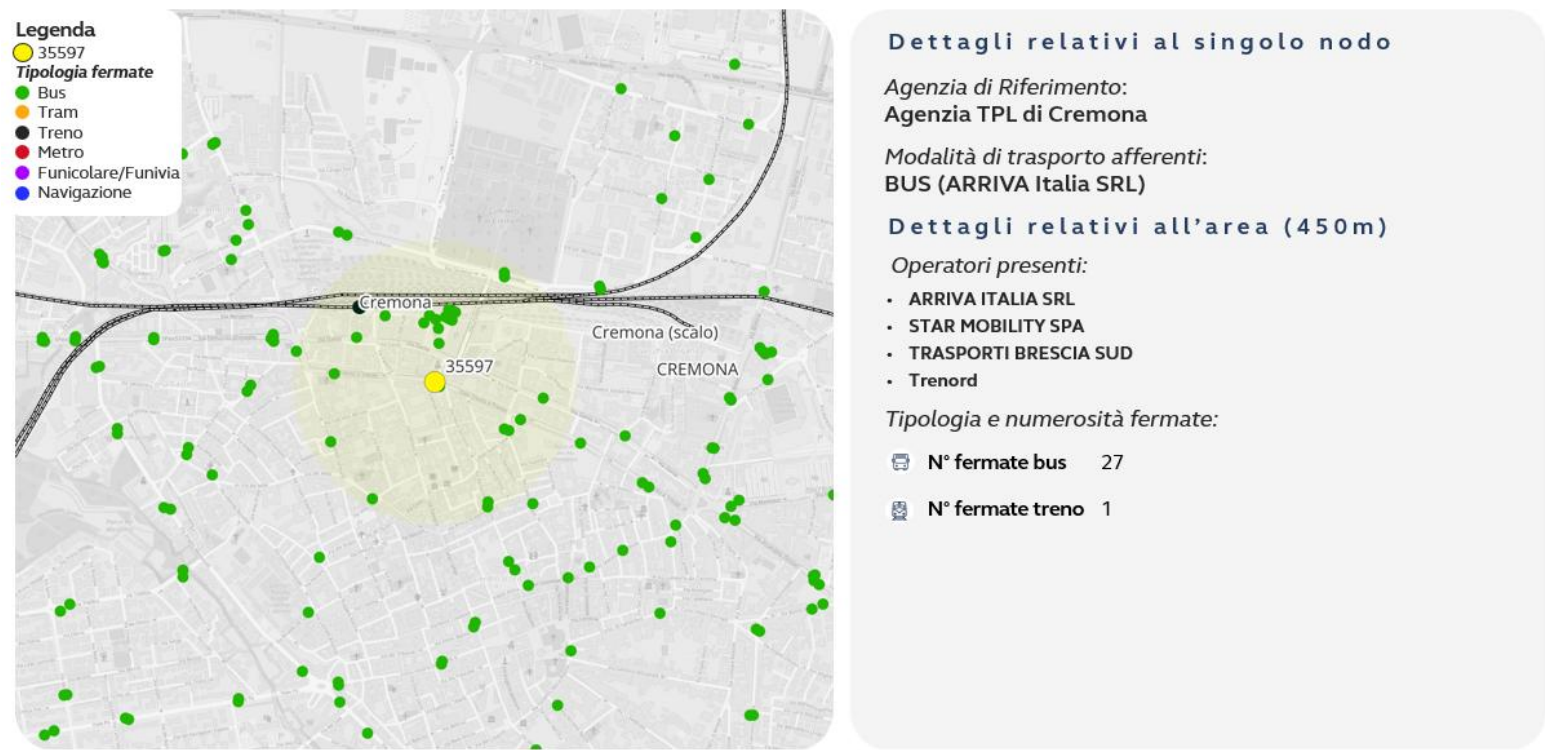 Legenda
35597
Tipologia fermate
Bus
Tram
Treno
Metro
Funicolare/Funivia
Navigazione
Cremona
Cremona (scalo)
35597
CREMONA
Dettagli relativi al singolo nodo
Agenzia di Riferimento:
Agenzia TPL di Cremona
Modalità di trasporto afferenti:
BUS (ARRIVA Italia SRL)
Dettagli relativi all’area (450m)
Operatori presenti:
• ARRIVA ITALIA SRL
• STAR MOBILITY SPA
• TRASPORTI BRESCIA SUD
• Trenord
Tipologia e numerosità fermate:
N° fermate bus 27
N° fermate treno 1